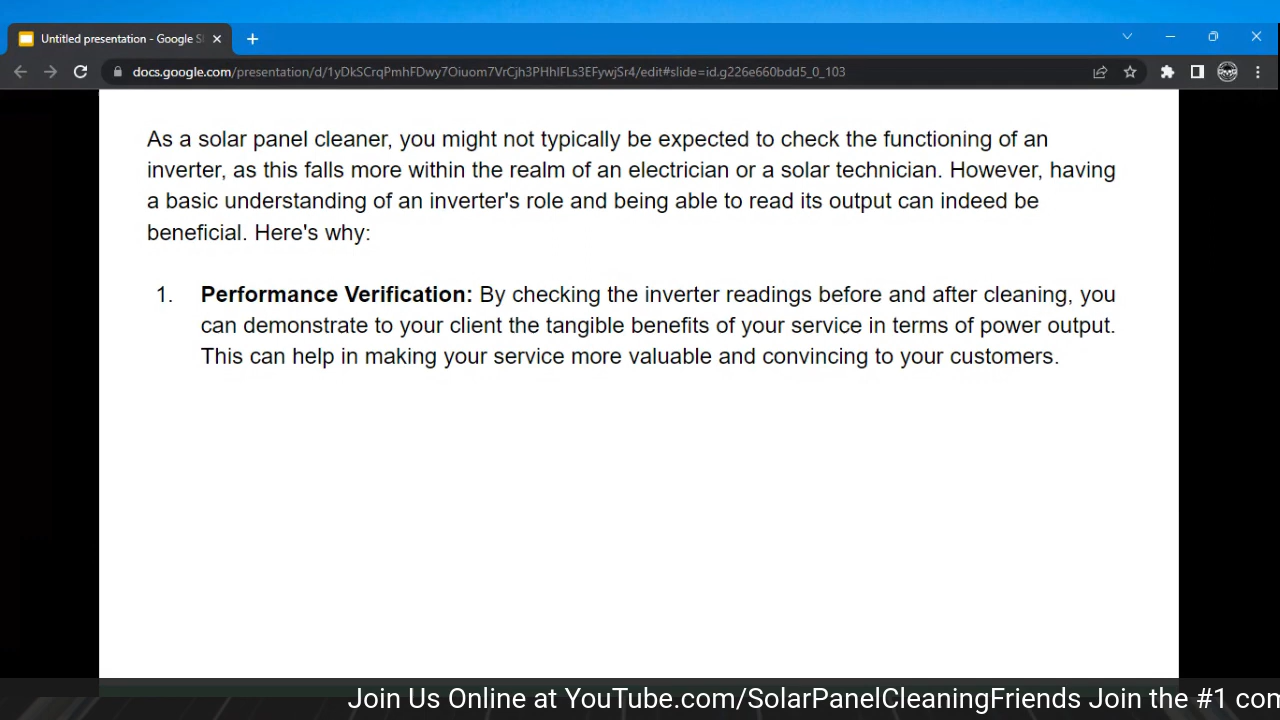 Untitled presentation - Google Sl
docs.google.com/presentation/d/1yDkSCrqPmhFDwy7Oiuom7VrCjh3PHhlFLs3EFywjSr4/edit#slide=id.g226e660bdd5_0_103
As a solar panel cleaner, you might not typically be expected to check the functioning of an
inverter, as this falls more within the realm of an electrician or a solar technician. However, having
a basic understanding of an inverter's role and being able to read its output can indeed be
beneficial. Here's why:
1. Performance Verification: By checking the inverter readings before and after cleaning, you
can demonstrate to your client the tangible benefits of your service in terms of power output.
This can help in making your service more valuable and convincing to your customers.
Join Us Online at YouTube.com/SolarPanelCleaningFriends Join the #1 con